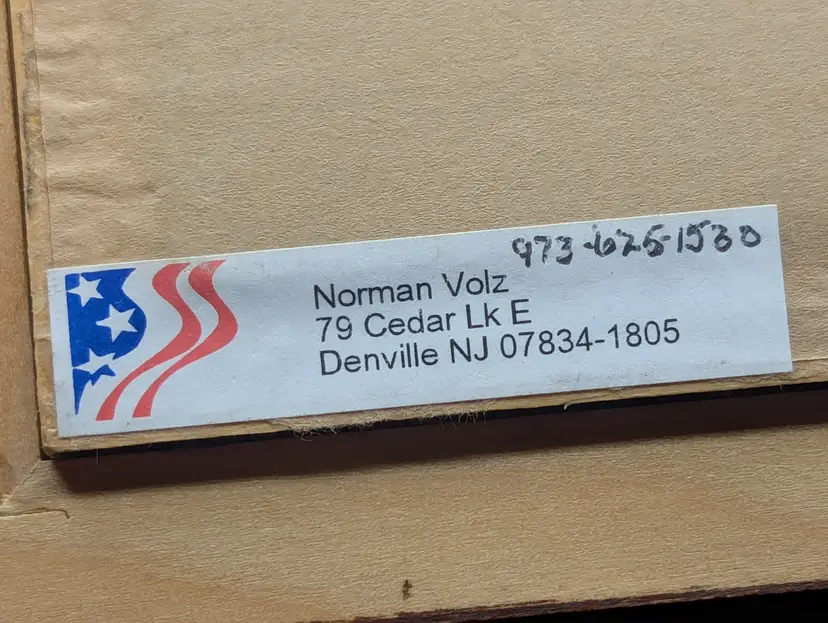 973-625-1530
Norman Volz
79 Cedar Lk E
Denville NJ 07834-1805